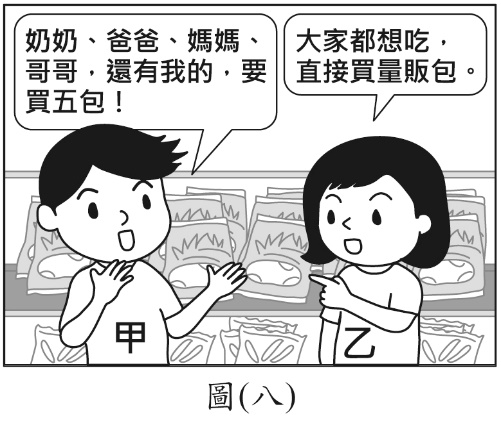 奶奶、爸爸、媽媽、
哥哥，還有我的，要
買五包！
大家都想吃，
直接買量販包。
甲
乙
圖(八)